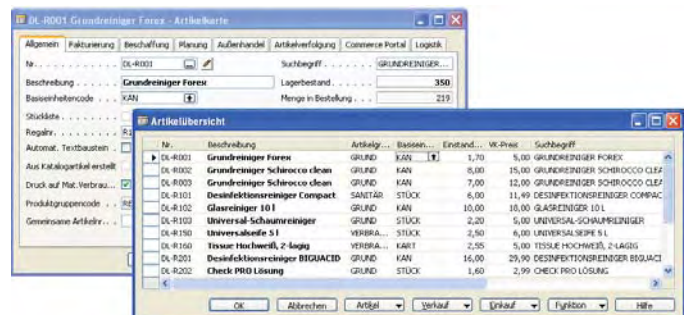 DL-R001 Grundreiniger Forex - Artikelkarte
Allgemein Fakturierung Beschaffung Planung Außenhandel Artikelverfolgung Commerce Portal Logistik
Nr. DL-R001 Suchbegriff GRUNDREINIGER...
Beschreibung Grundreiniger Forex Lagerbestand 350
Basiseinheitencode KAN Menge in Bestellung 219
Stückliste
Regalnr.
Automat. Textbaustein
Aus Katalogartikel erstellt
Druck auf Mat.Verbrau...
Produktgruppencode
Gemeinsame Artikelnr.
Artikelübersicht
Nr. Beschreibung Artikelgr... Basisein... Einstand... VK-Preis Suchbegriff
DL-R001 Grundreiniger Forex GRUND KAN 1,70 5,00 GRUNDREINIGER FOREX
DL-R002 Grundreiniger Schirocco clean GRUND KAN 8,00 15,00 GRUNDREINIGER SCHIROCCO CLEA
DL-R003 Grundreiniger Schirocco clean GRUND KAN 7,00 12,00 GRUNDREINIGER SCHIROCCO CLEA
DL-R101 Desinfektionsreiniger Compact SANITÄR STÜCK 6,00 11,49 DESINFEKTIONSREINIGER COMPAC
DL-R102 Glasreiniger 10 l GRUND KAN 10,00 10,00 GLASREINIGER 10 L
DL-R103 Universal-Schaumreiniger GRUND STÜCK 2,20 5,00 UNIVERSAL-SCHAUMREINIGER
DL-R150 Universalseife 5 l VERBRA... STÜCK 2,50 6,00 UNIVERSALSEIFE 5 L
DL-R160 Tissue Hochweiß, 2-lagig VERBRA... KART 2,55 5,00 TISSUE HOCHWEIß, 2-LAGIG
DL-R201 Desinfektionsreiniger BIGUACID GRUND KAN 16,00 29,90 DESINFEKTIONSREINIGER BIGUACI
DL-R202 Check PRO Lösung GRUND STÜCK 1,60 2,99 CHECK PRO LÖSUNG
OK Abbrechen Artikel Verkauf Einkauf Funktion Hilfe